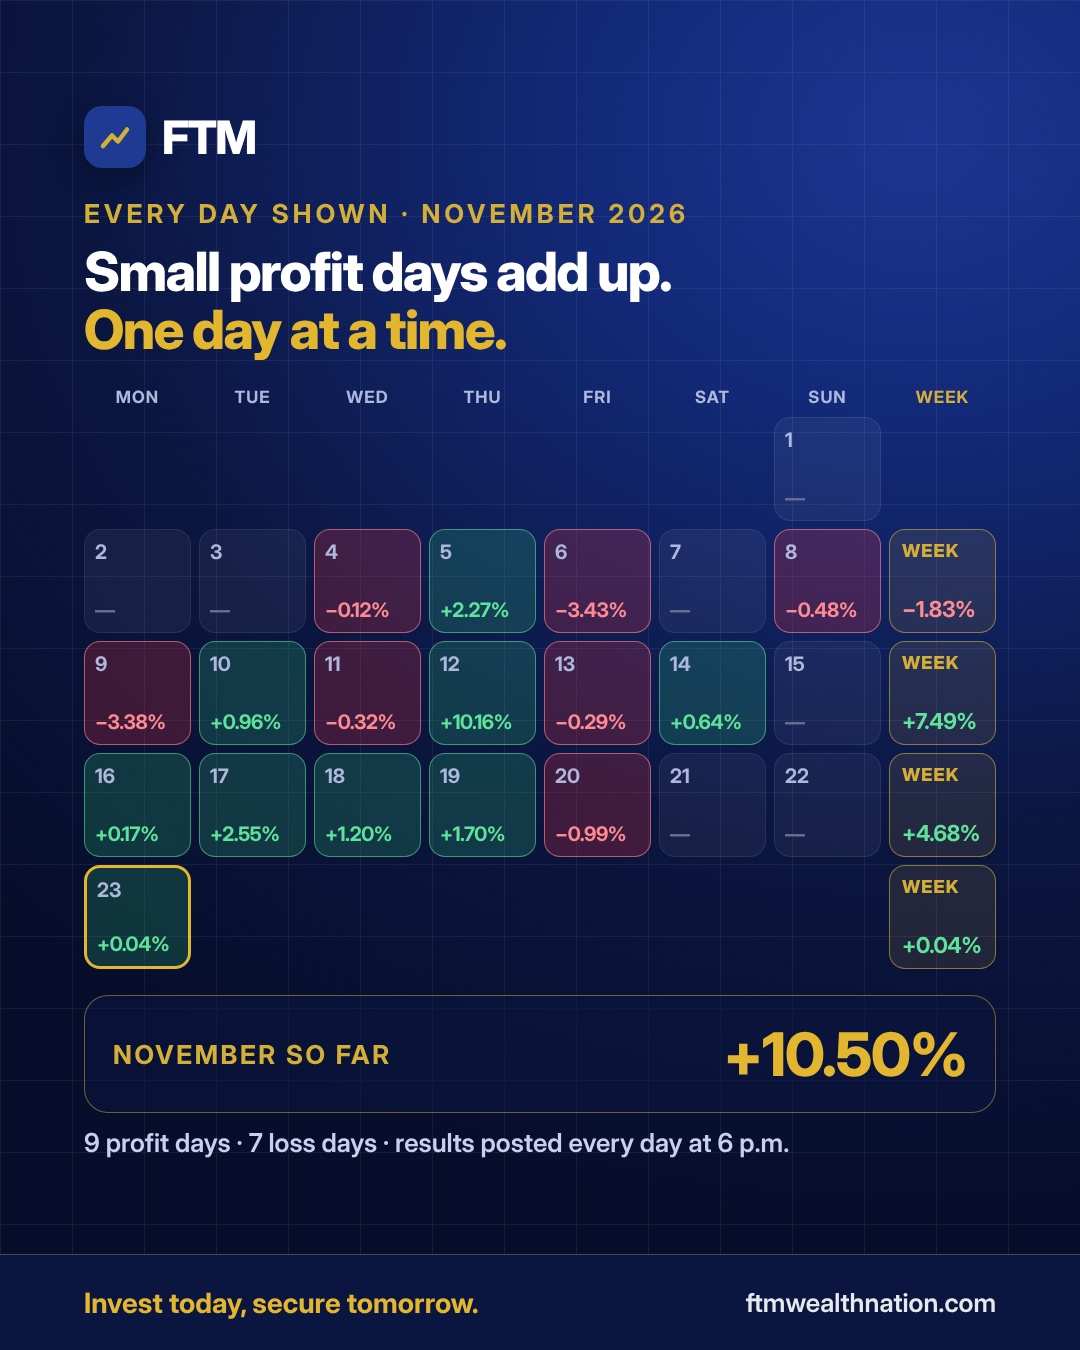 FTM
EVERY DAY SHOWN · NOVEMBER 2026
Small profit days add up.
One day at a time.
MON TUE WED THU FRI SAT SUN WEEK
1
—
2 3 4 5 6 7 8 WEEK
— — −0.12% +2.27% −3.43% — −0.48% −1.83%
9 10 11 12 13 14 15 WEEK
−3.38% +0.96% −0.32% +10.16% −0.29% +0.64% — +7.49%
16 17 18 19 20 21 22 WEEK
+0.17% +2.55% +1.20% +1.70% −0.99% — — +4.68%
23 WEEK
+0.04% +0.04%
NOVEMBER SO FAR +10.50%
9 profit days · 7 loss days · results posted every day at 6 p.m.
Invest today, secure tomorrow. ftmwealthnation.com